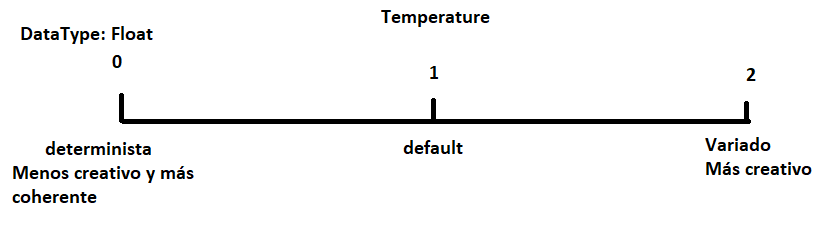 Temperature
DataType: Float
0
1
2
determinista
Menos creativo y más
coherente
default
Variado
Más creativo